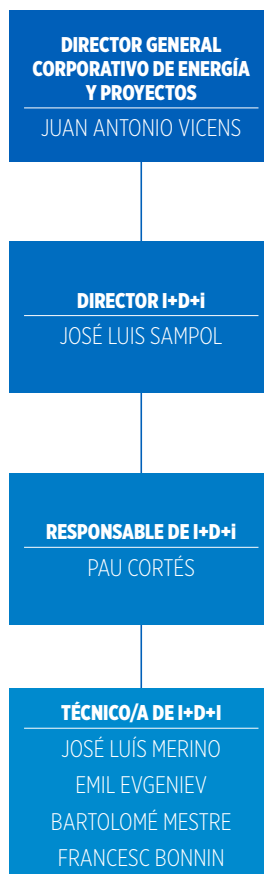 DIRECTOR GENERAL
CORPORATIVO DE ENERGÍA
Y PROYECTOS
JUAN ANTONIO VICENS
DIRECTOR I+D+i
JOSÉ LUIS SAMPOL
RESPONSABLE DE I+D+i
PAU CORTÉS
TÉCNICO/A DE I+D+I
JOSÉ LUÍS MERINO
EMIL EVGENIEV
BARTOLOMÉ MESTRE
FRANCESC BONNIN